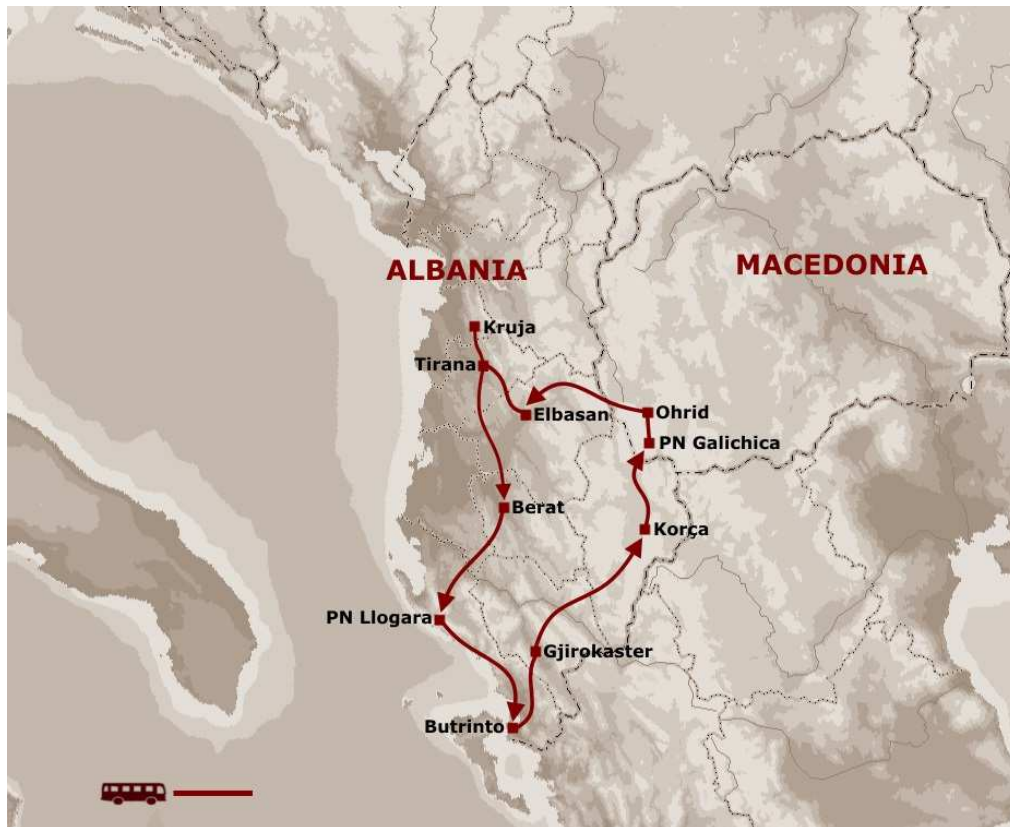 ALBANIA
MACEDONIA
Kruja
Tirana
Elbasan
Ohrid
PN Galichica
Berat
Korça
PN Llogara
Gjirokaster
Butrinto